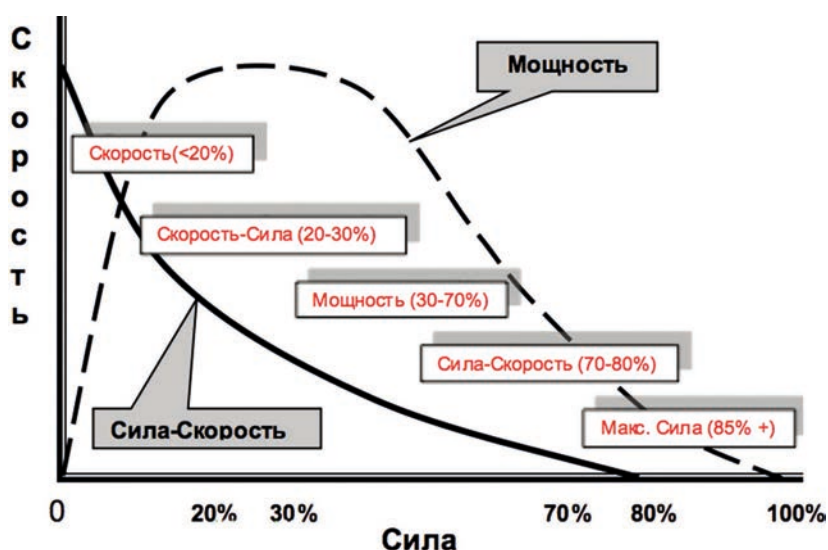 Скорость
Мощность
Скорость(<20%)
Скорость-Сила (20-30%)
Мощность (30-70%)
Сила-Скорость (70-80%)
Макс. Сила (85% +)
Сила-Скорость
0 20% 30% 70% 80% 100%
Сила